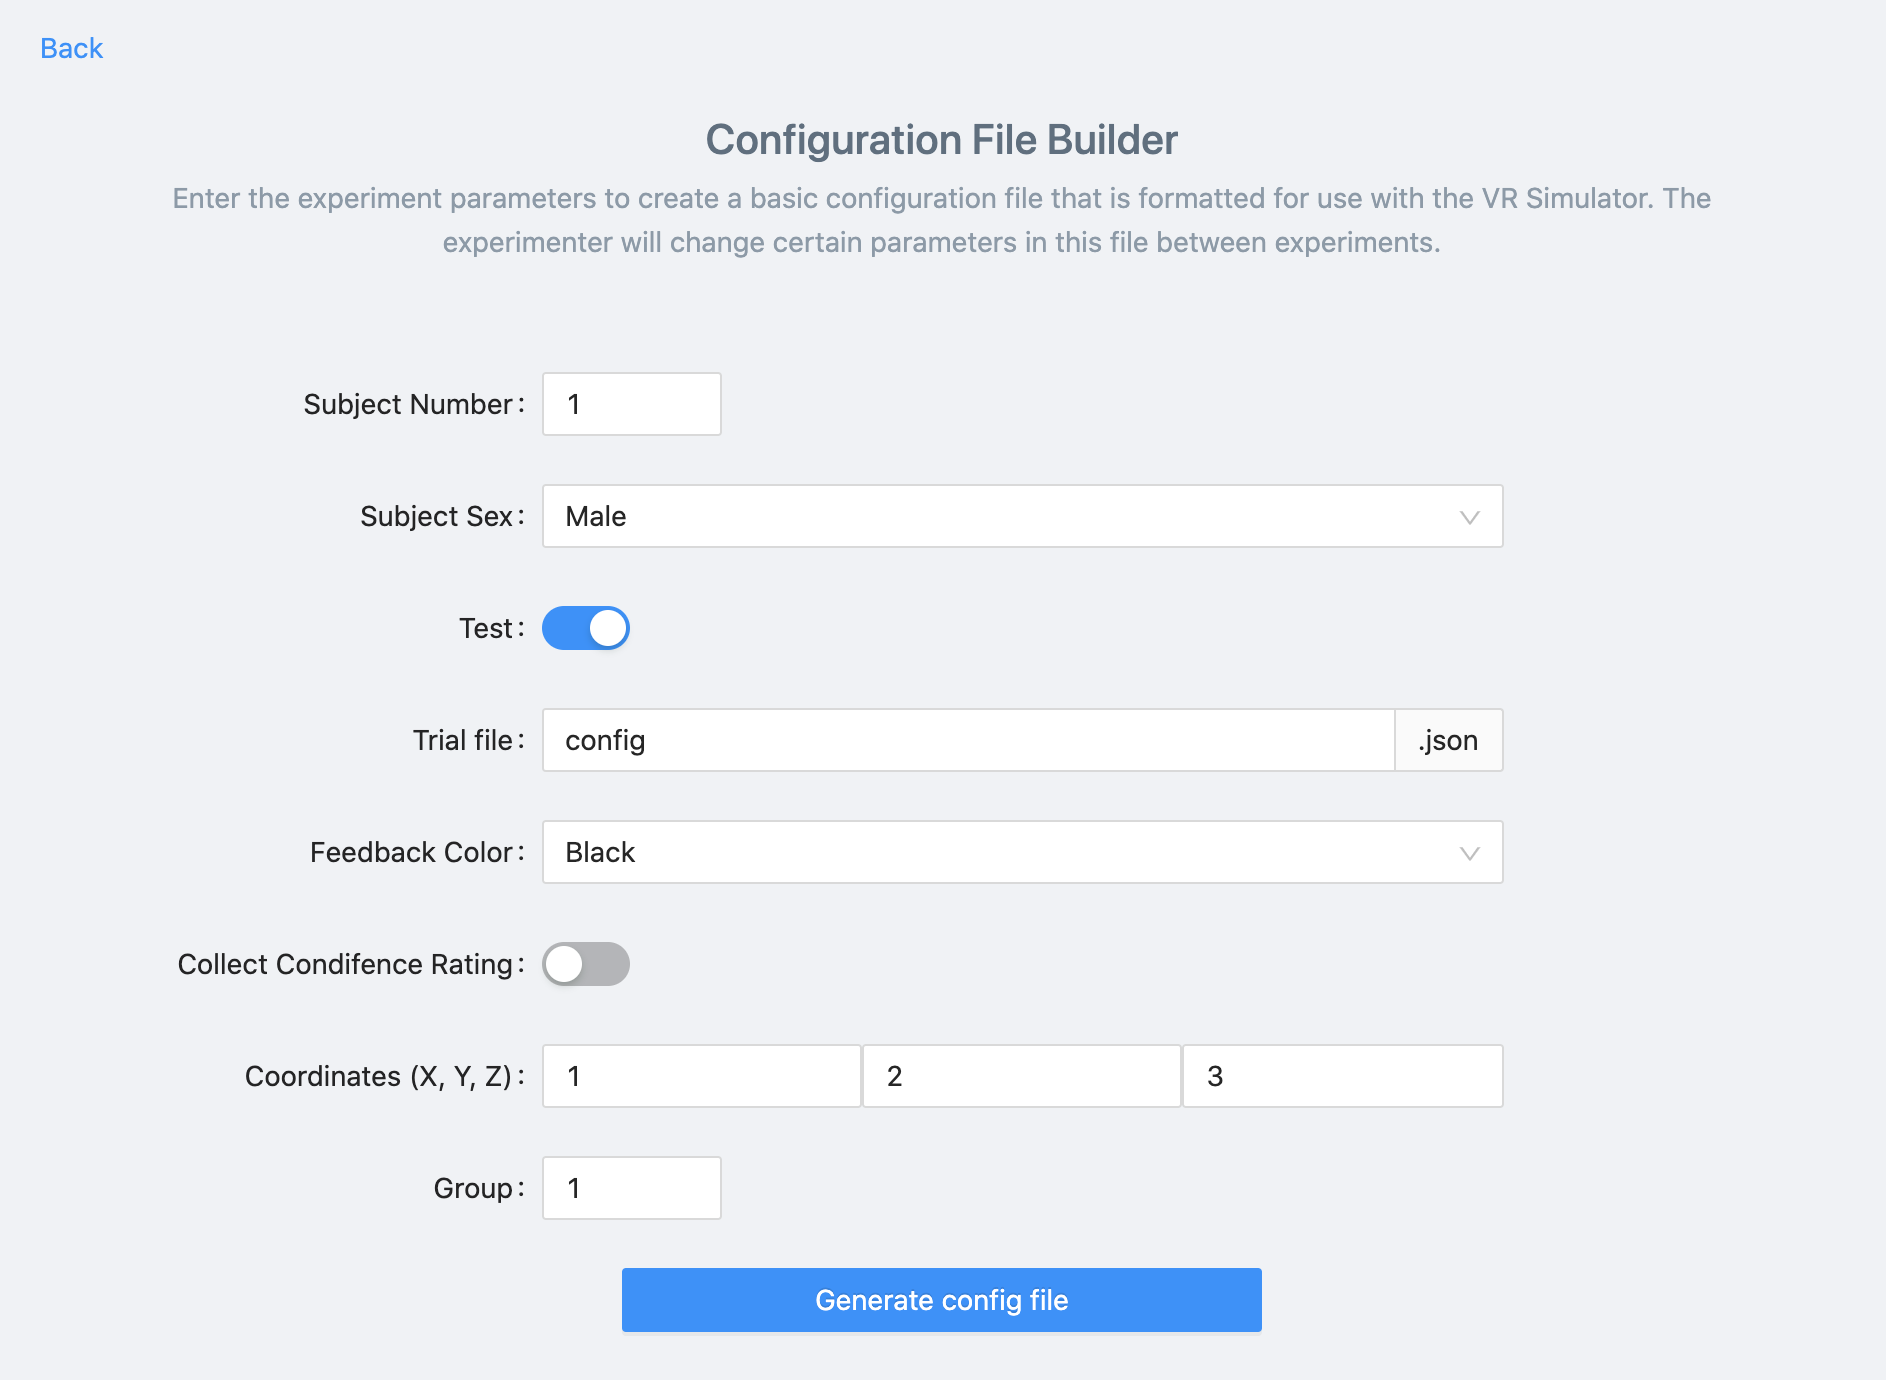 Back
Configuration File Builder
Enter the experiment parameters to create a basic configuration file that is formatted for use with the VR Simulator. The
experimenter will change certain parameters in this file between experiments.
Subject Number: 1
Subject Sex: Male
Test:
Trial file: config .json
Feedback Color: Black
Collect Condifence Rating:
Coordinates (X, Y, Z): 1 2 3
Group: 1
Generate config file